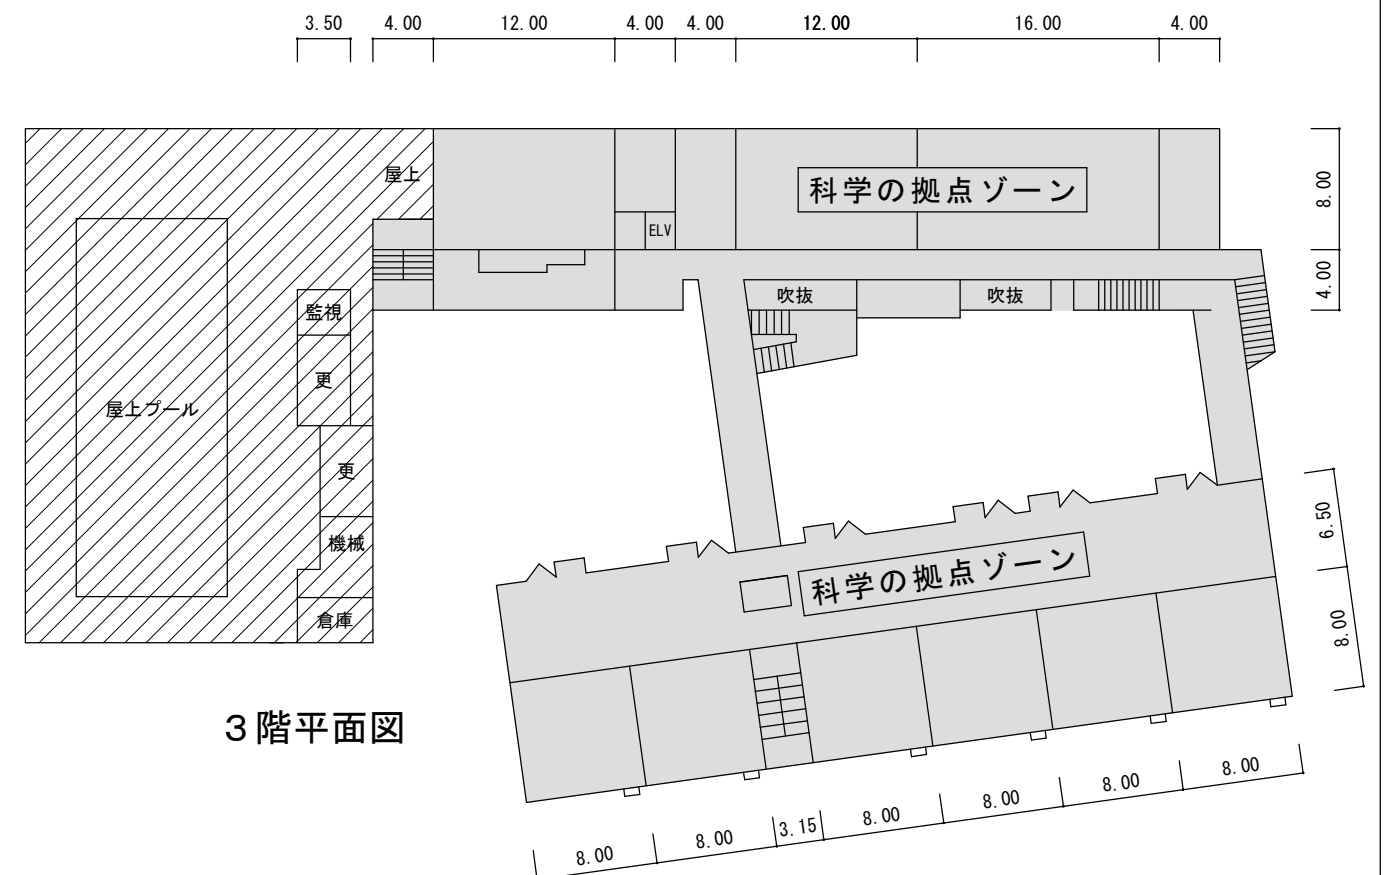 3.50 4.00 12.00 4.00 4.00 12.00 16.00 4.00
屋上
科学の拠点ゾーン
8.00
ELV
4.00
監視
吹抜 吹抜
更
屋上プール
更
機械
倉庫
6.50
科学の拠点ゾーン
8.00
3階平面図
8.00 8.00 3.15 8.00 8.00 8.00 8.00